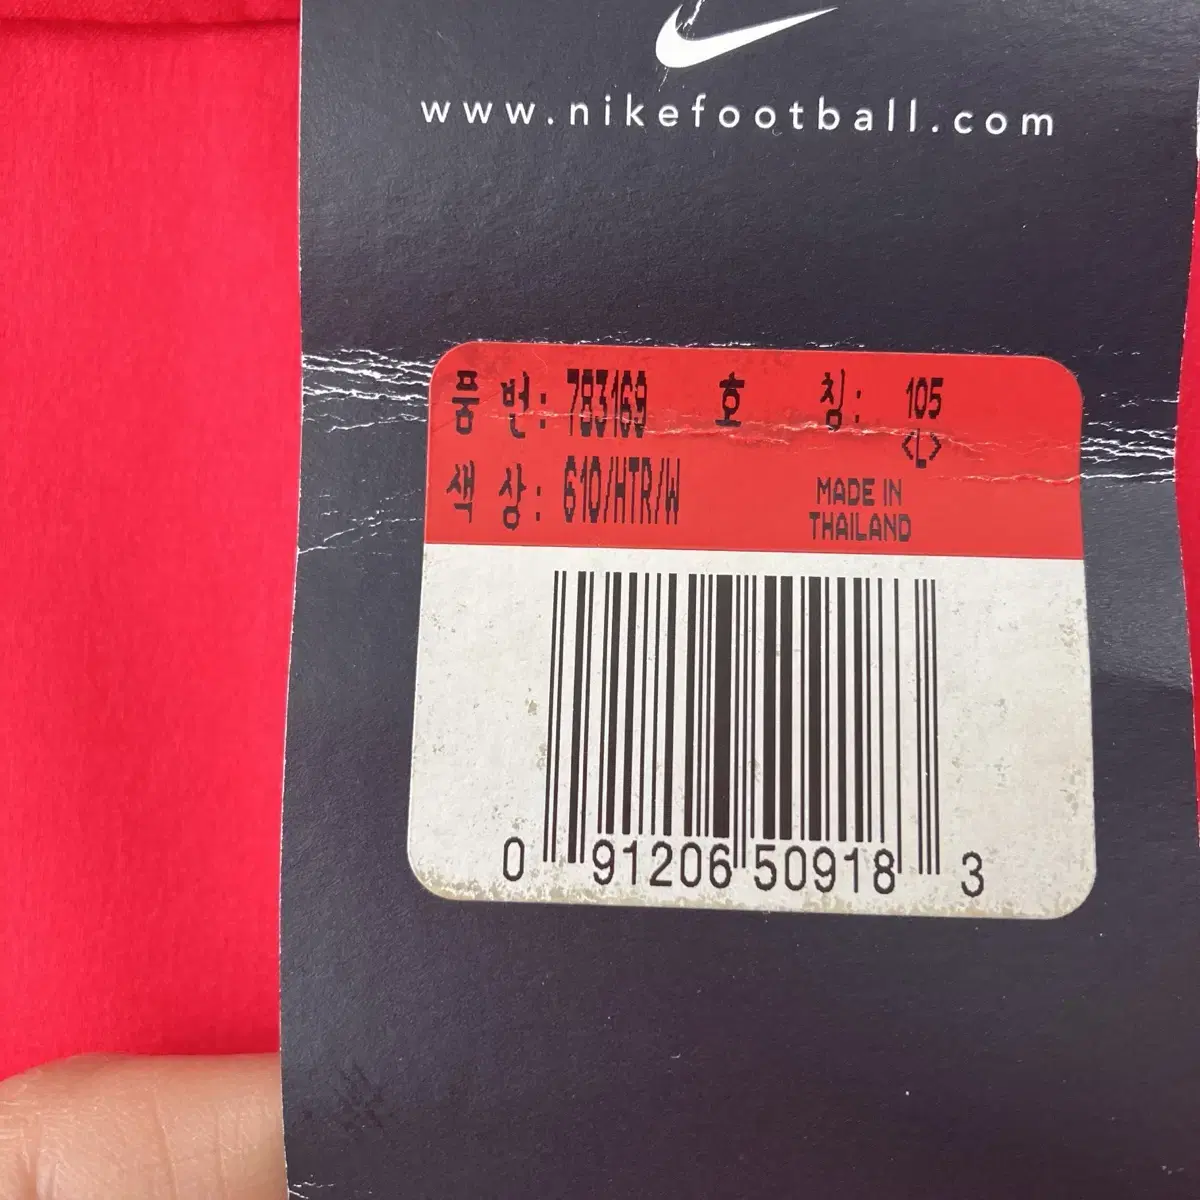 www.nikefootball.com
품 번: 783169 호 칭: 105
<L>
색 상: 610/HTR/W
MADE IN
THAILAND
0 91206 50918 3